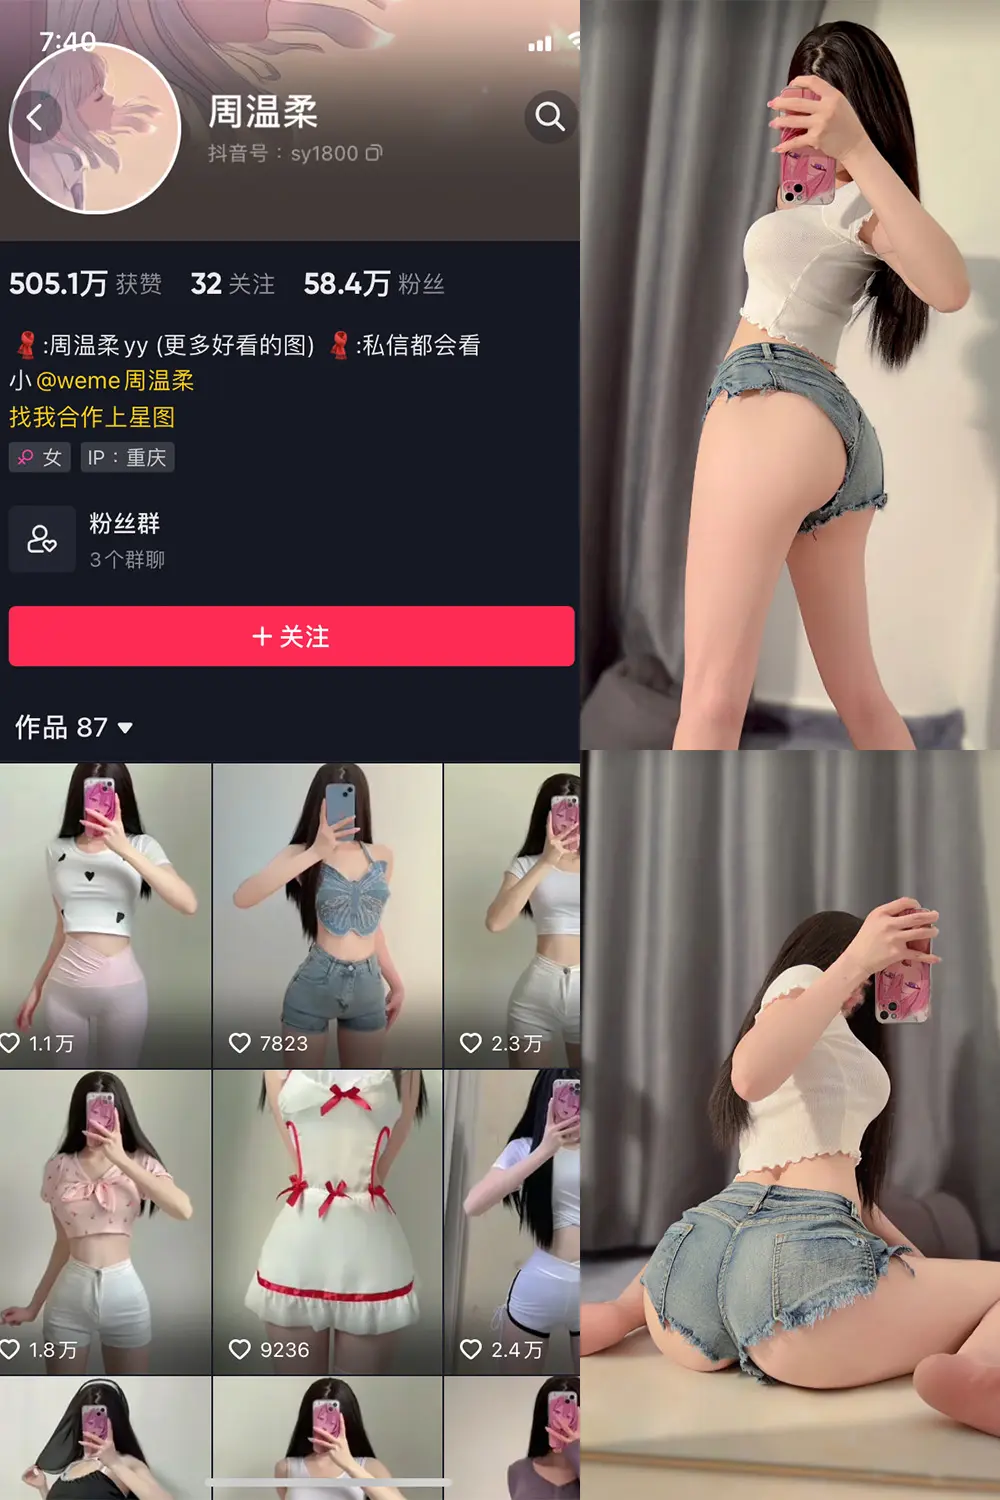 7:40
周温柔
抖音号：sy1800
505.1万 获赞 32 关注 58.4万 粉丝
🧣:周温柔yy (更多好看的图) 🧣:私信都会看
小@weme周温柔
找我合作上星图
♀ 女 IP：重庆
粉丝群
3个群聊
+ 关注
作品 87
1.1万 7823 2.3万
1.8万 9236 2.4万